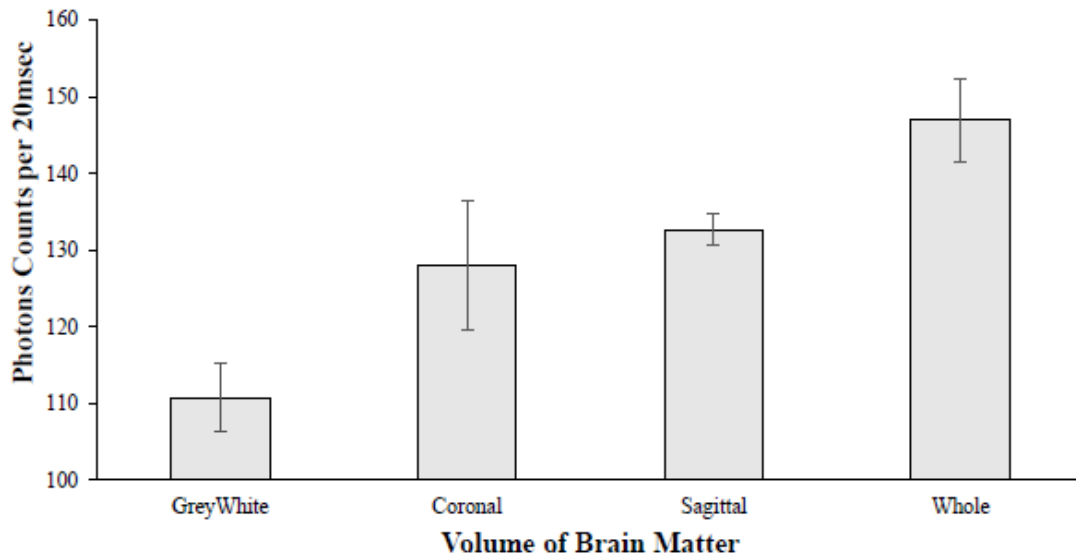 Photons Counts per 20msec
160
150
140
130
120
110
100
GreyWhite Coronal Sagittal Whole
Volume of Brain Matter